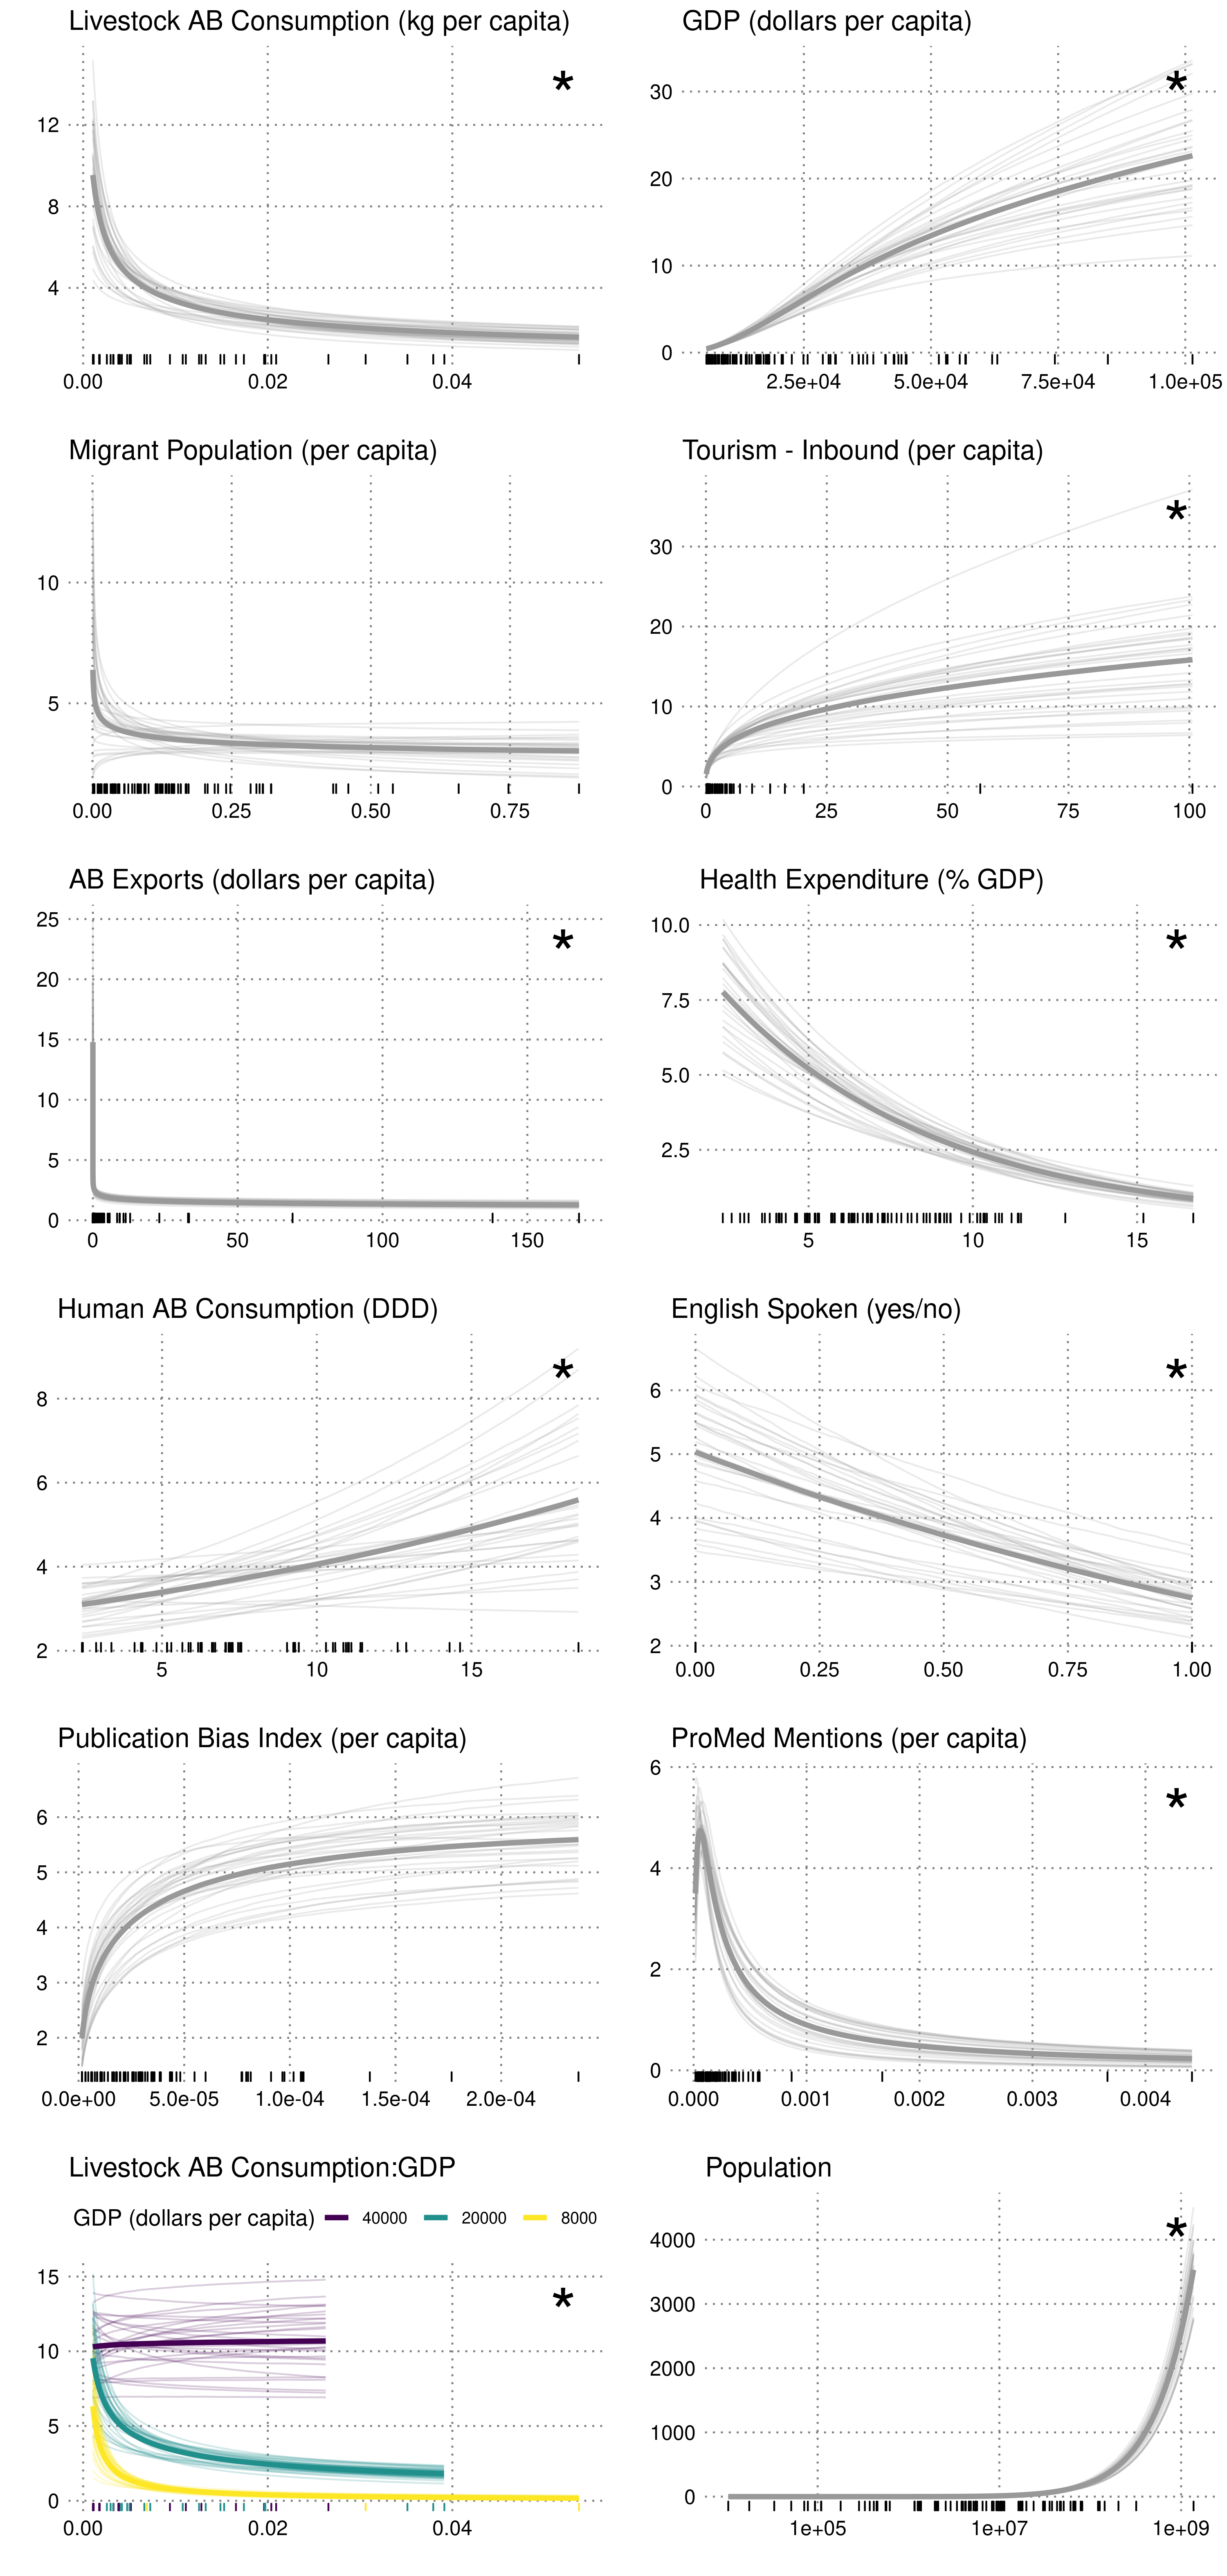 Livestock AB Consumption (kg per capita)
*
12
8
4
0.00 0.02 0.04
GDP (dollars per capita)
*
30
20
10
0
2.5e+04 5.0e+04 7.5e+04 1.0e+05
Migrant Population (per capita)
10
5
0.00 0.25 0.50 0.75
Tourism - Inbound (per capita)
*
30
20
10
0
0 25 50 75 100
AB Exports (dollars per capita)
*
25
20
15
10
5
0
0 50 100 150
Health Expenditure (% GDP)
*
10.0
7.5
5.0
2.5
5 10 15
Human AB Consumption (DDD)
*
8
6
4
2
5 10 15
English Spoken (yes/no)
*
6
5
4
3
2
0.00 0.25 0.50 0.75 1.00
Publication Bias Index (per capita)
6
5
4
3
2
0.0e+00 5.0e-05 1.0e-04 1.5e-04 2.0e-04
ProMed Mentions (per capita)
*
6
4
2
0
0.000 0.001 0.002 0.003 0.004
Livestock AB Consumption:GDP
GDP (dollars per capita) 40000 20000 8000
*
15
10
5
0
0.00 0.02 0.04
Population
*
4000
3000
2000
1000
0
1e+05 1e+07 1e+09